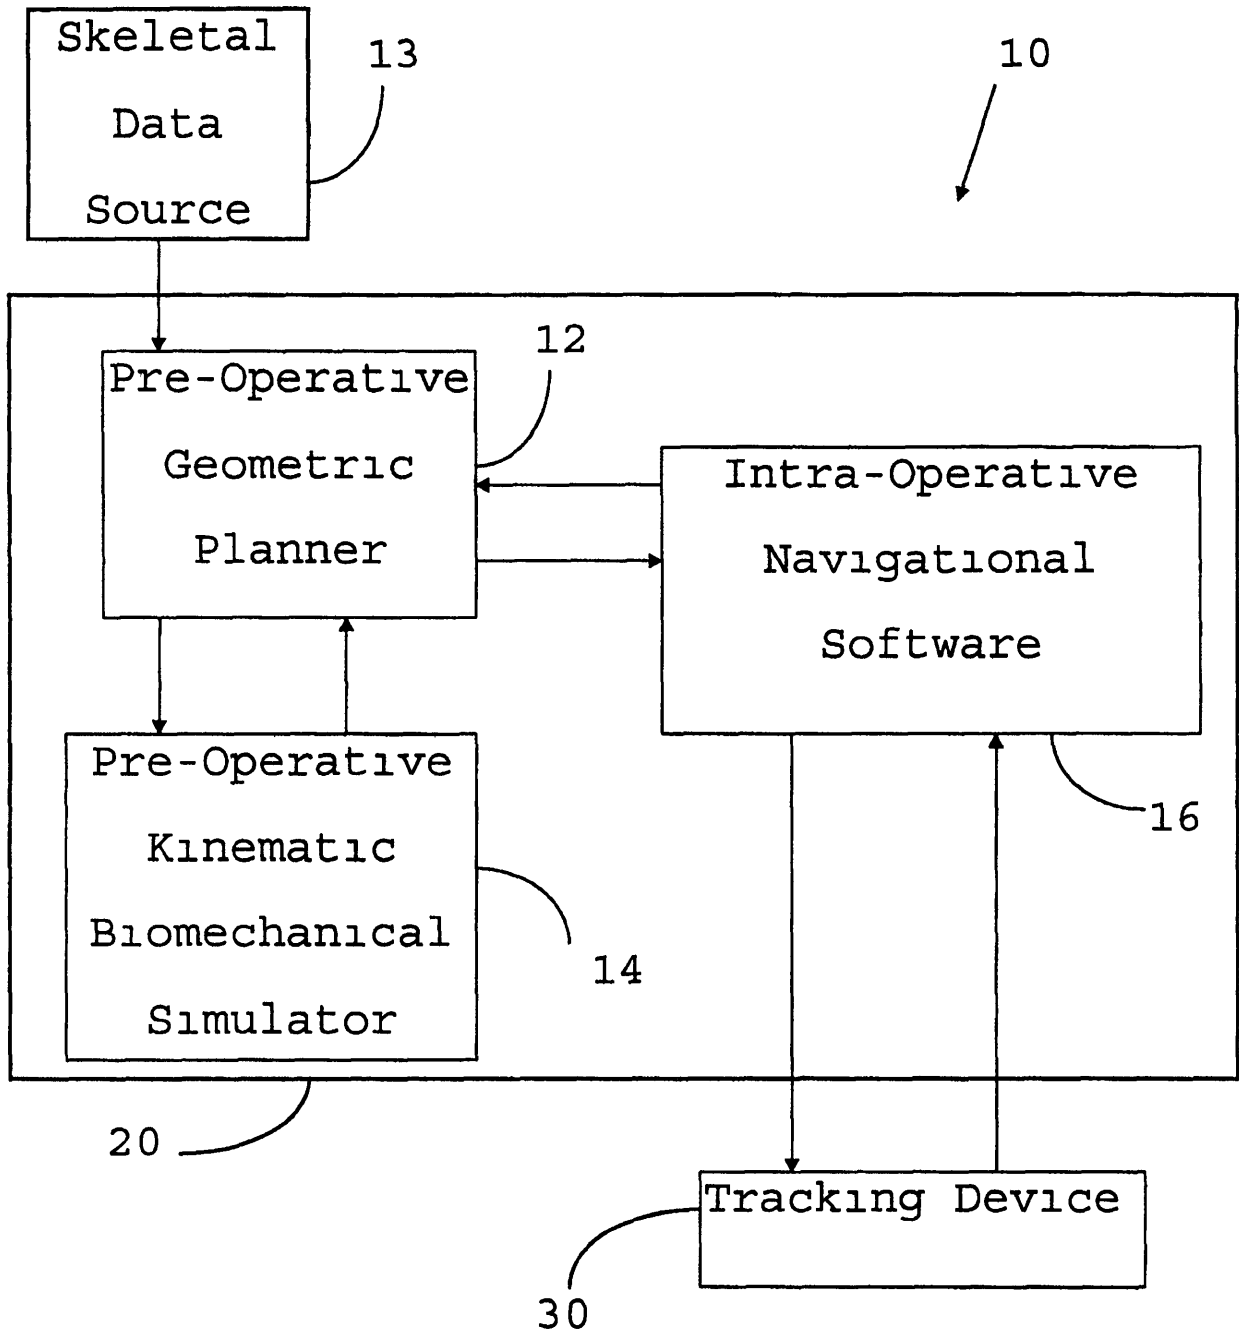 Skeletal
Data
Source
13
10
Pre-Operative
Geometric
Planner
12
Intra-Operative
Navigational
Software
16
Pre-Operative
Kinematic
Biomechanical
Simulator
14
20
Tracking Device
30